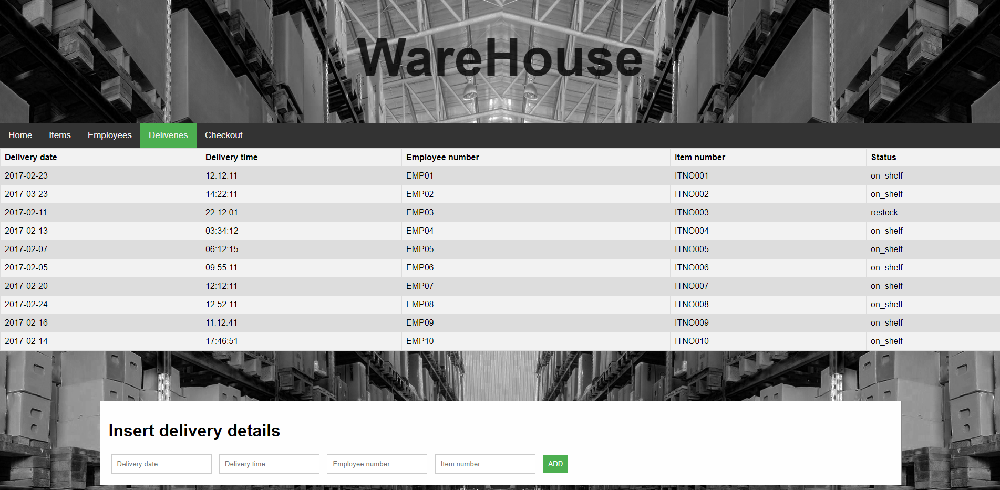 WareHouse
Home Items Employees Deliveries Checkout
Delivery date Delivery time Employee number Item number Status
2017-02-23 12:12:11 EMP01 ITNO001 on_shelf
2017-03-23 14:22:11 EMP02 ITNO002 on_shelf
2017-02-11 22:12:01 EMP03 ITNO003 restock
2017-02-13 03:34:12 EMP04 ITNO004 on_shelf
2017-02-07 06:12:15 EMP05 ITNO005 on_shelf
2017-02-05 09:55:11 EMP06 ITNO006 on_shelf
2017-02-20 12:12:11 EMP07 ITNO007 on_shelf
2017-02-24 12:52:11 EMP08 ITNO008 on_shelf
2017-02-16 11:12:41 EMP09 ITNO009 on_shelf
2017-02-14 17:46:51 EMP10 ITNO010 on_shelf
Insert delivery details
Delivery date Delivery time Employee number Item number ADD